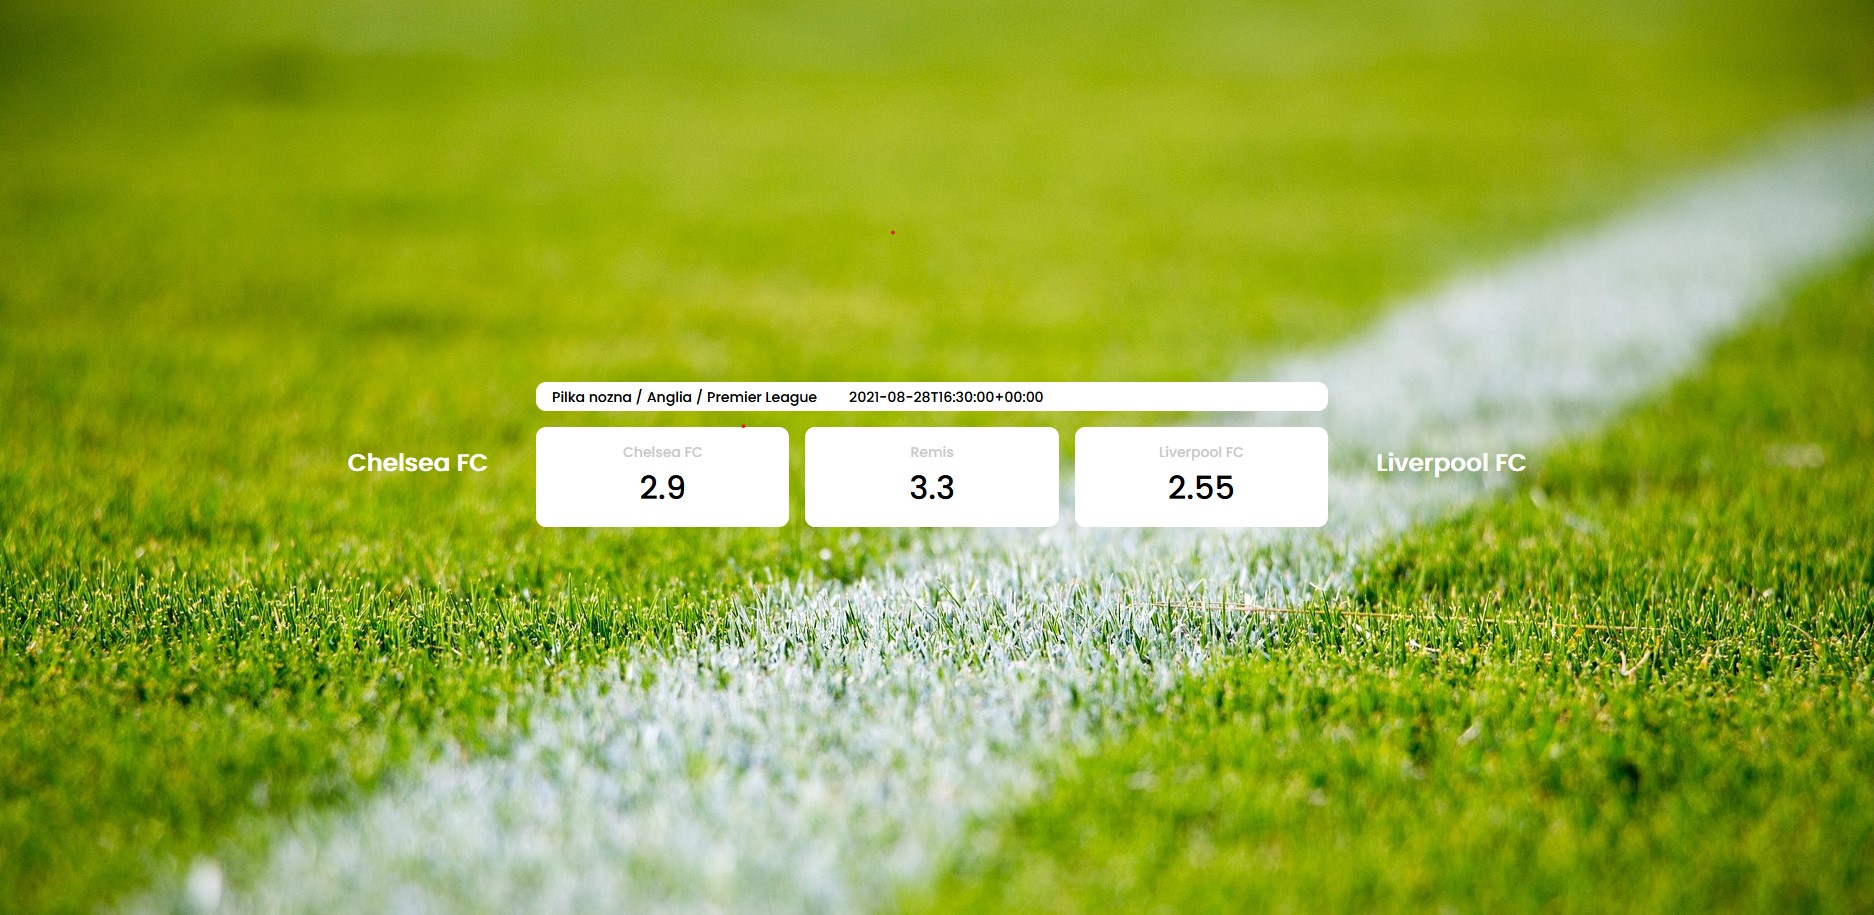 Pilka nozna / Anglia / Premier League 2021-08-28T16:30:00+00:00
Chelsea FC
Chelsea FC
2.9
Remis
3.3
Liverpool FC
2.55
Liverpool FC